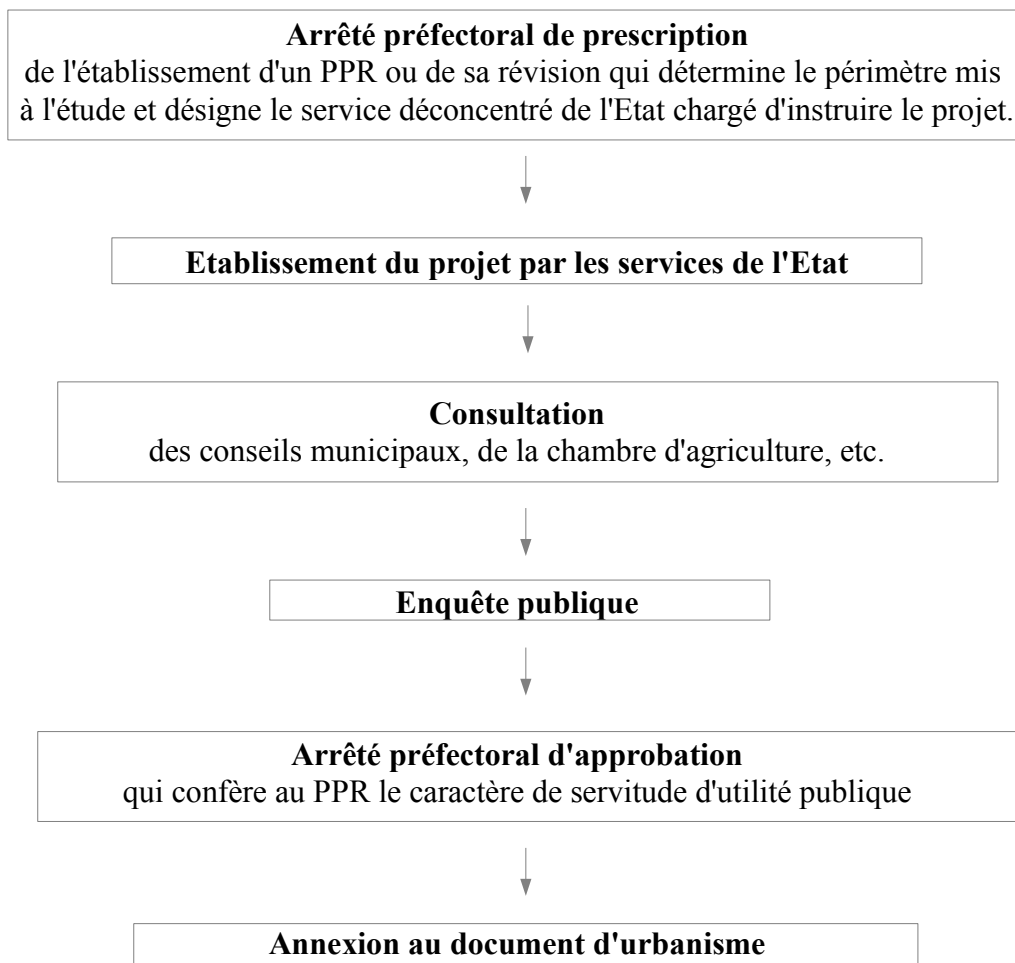 Arrêté préfectoral de prescription
de l'établissement d'un PPR ou de sa révision qui détermine le périmètre mis
à l'étude et désigne le service déconcentré de l'Etat chargé d'instruire le projet.
Etablissement du projet par les services de l'Etat
Consultation
des conseils municipaux, de la chambre d'agriculture, etc.
Enquête publique
Arrêté préfectoral d'approbation
qui confère au PPR le caractère de servitude d'utilité publique
Annexion au document d'urbanisme